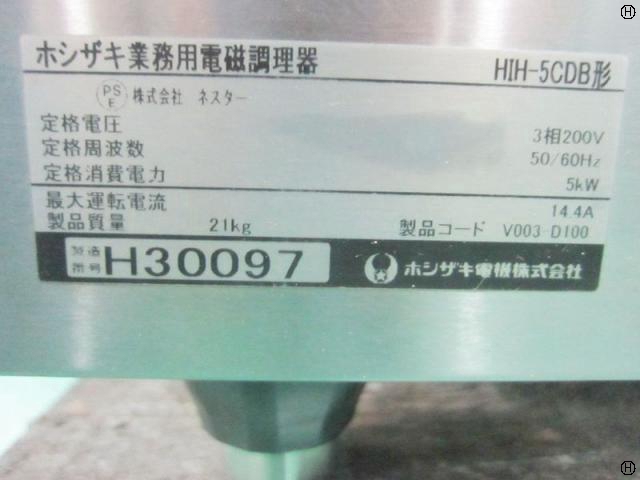 ホシザキ業務用電磁調理器 HIH-5CDB形
PS
E 株式会社 ネスター
定格電圧 3相200V
定格周波数 50/60Hz
定格消費電力 5kW
最大運転電流 14.4A
製品質量 21kg 製品コード V003-D100
製造
番号 H30097 ホシザキ電機株式会社
H
H